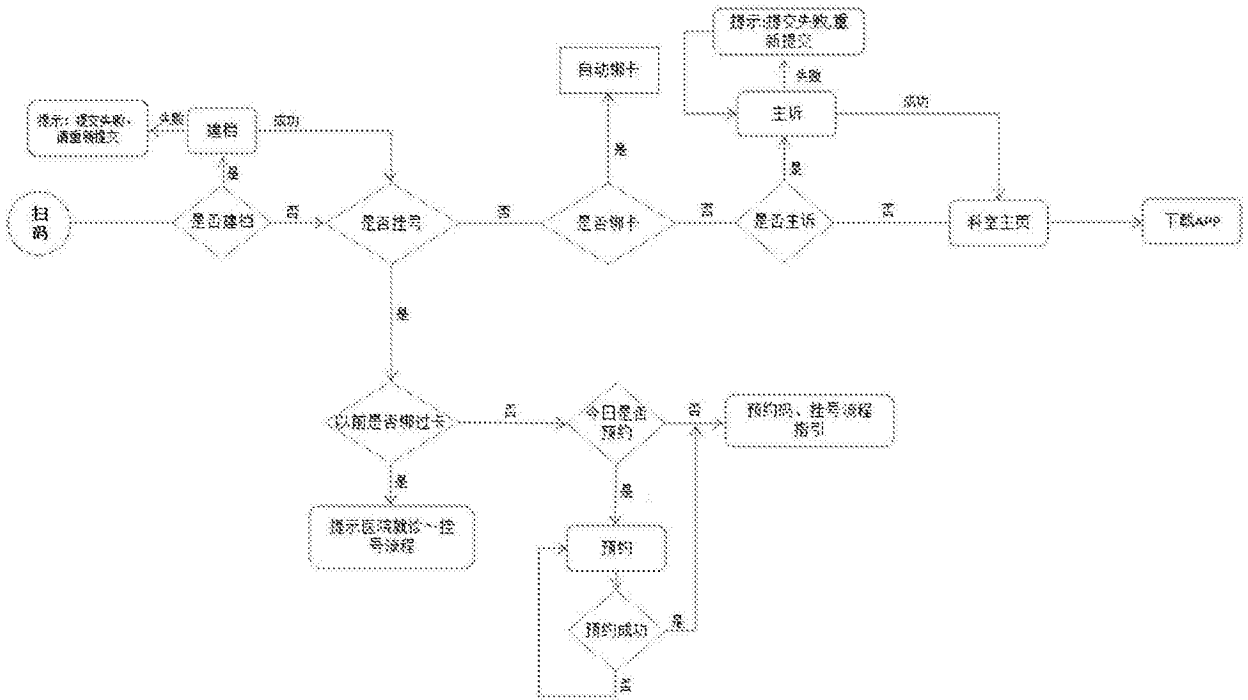 提示:提交失败,重
新提交
自动绑卡
失败
提示：提交失败，
请重新提交
失败
建档
成功
主诉
成功
是
是
是
扫
码
是否建档
否
是否挂号
否
是否绑卡
否
是否主诉
否
科室主页
下载APP
是
以前是否绑过卡
否
今日是否
预约
否
预约码、挂号流程
指引
是
是
提示医院就诊~挂
号流程
预约
预约成功
是
否